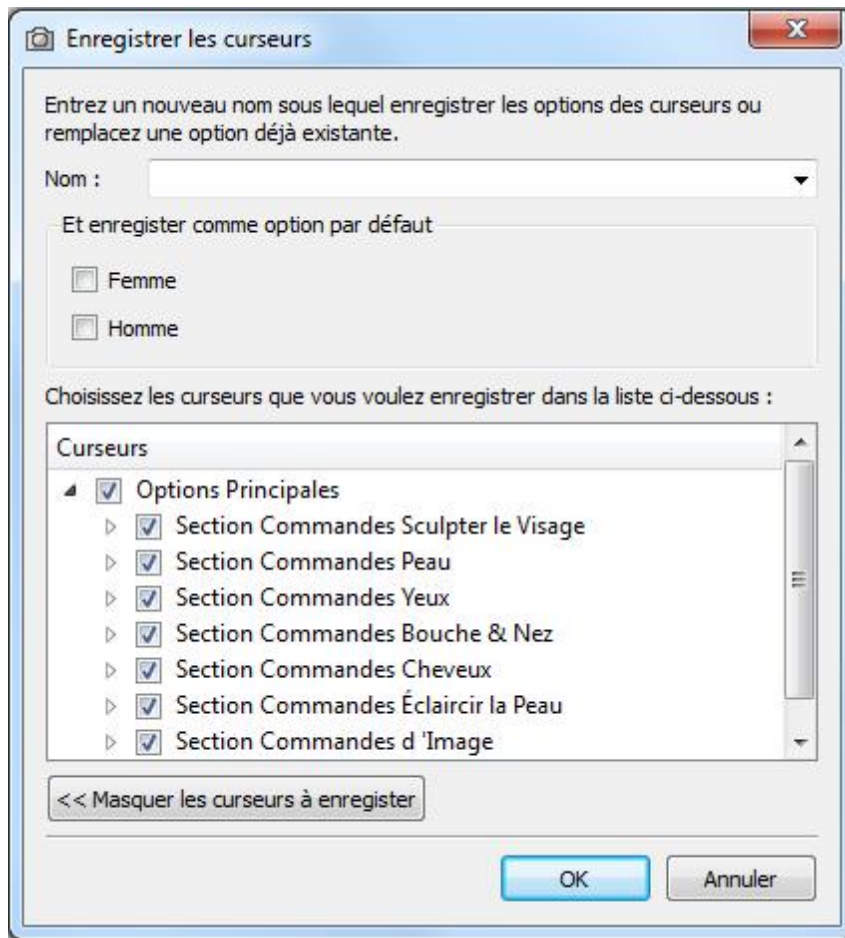 Enregistrer les curseurs
Entrez un nouveau nom sous lequel enregistrer les options des curseurs ou
remplacez une option déjà existante.
Nom :
Et enregister comme option par défaut
Femme
Homme
Choisissez les curseurs que vous voulez enregistrer dans la liste ci-dessous :
Curseurs
Options Principales
Section Commandes Sculpter le Visage
Section Commandes Peau
Section Commandes Yeux
Section Commandes Bouche & Nez
Section Commandes Cheveux
Section Commandes Éclaircir la Peau
Section Commandes d 'Image
<< Masquer les curseurs à enregister
OK Annuler